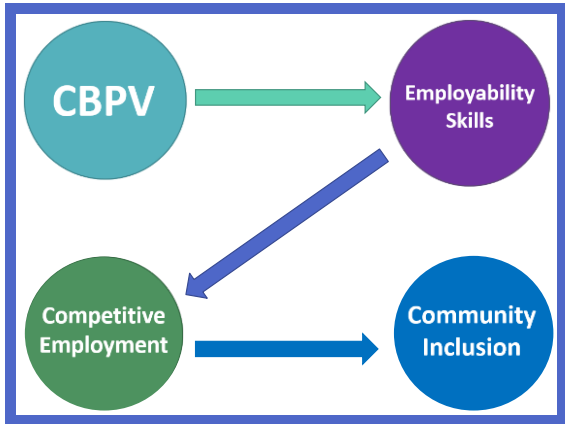 CBPV
Employability
Skills
Competitive
Employment
Community
Inclusion